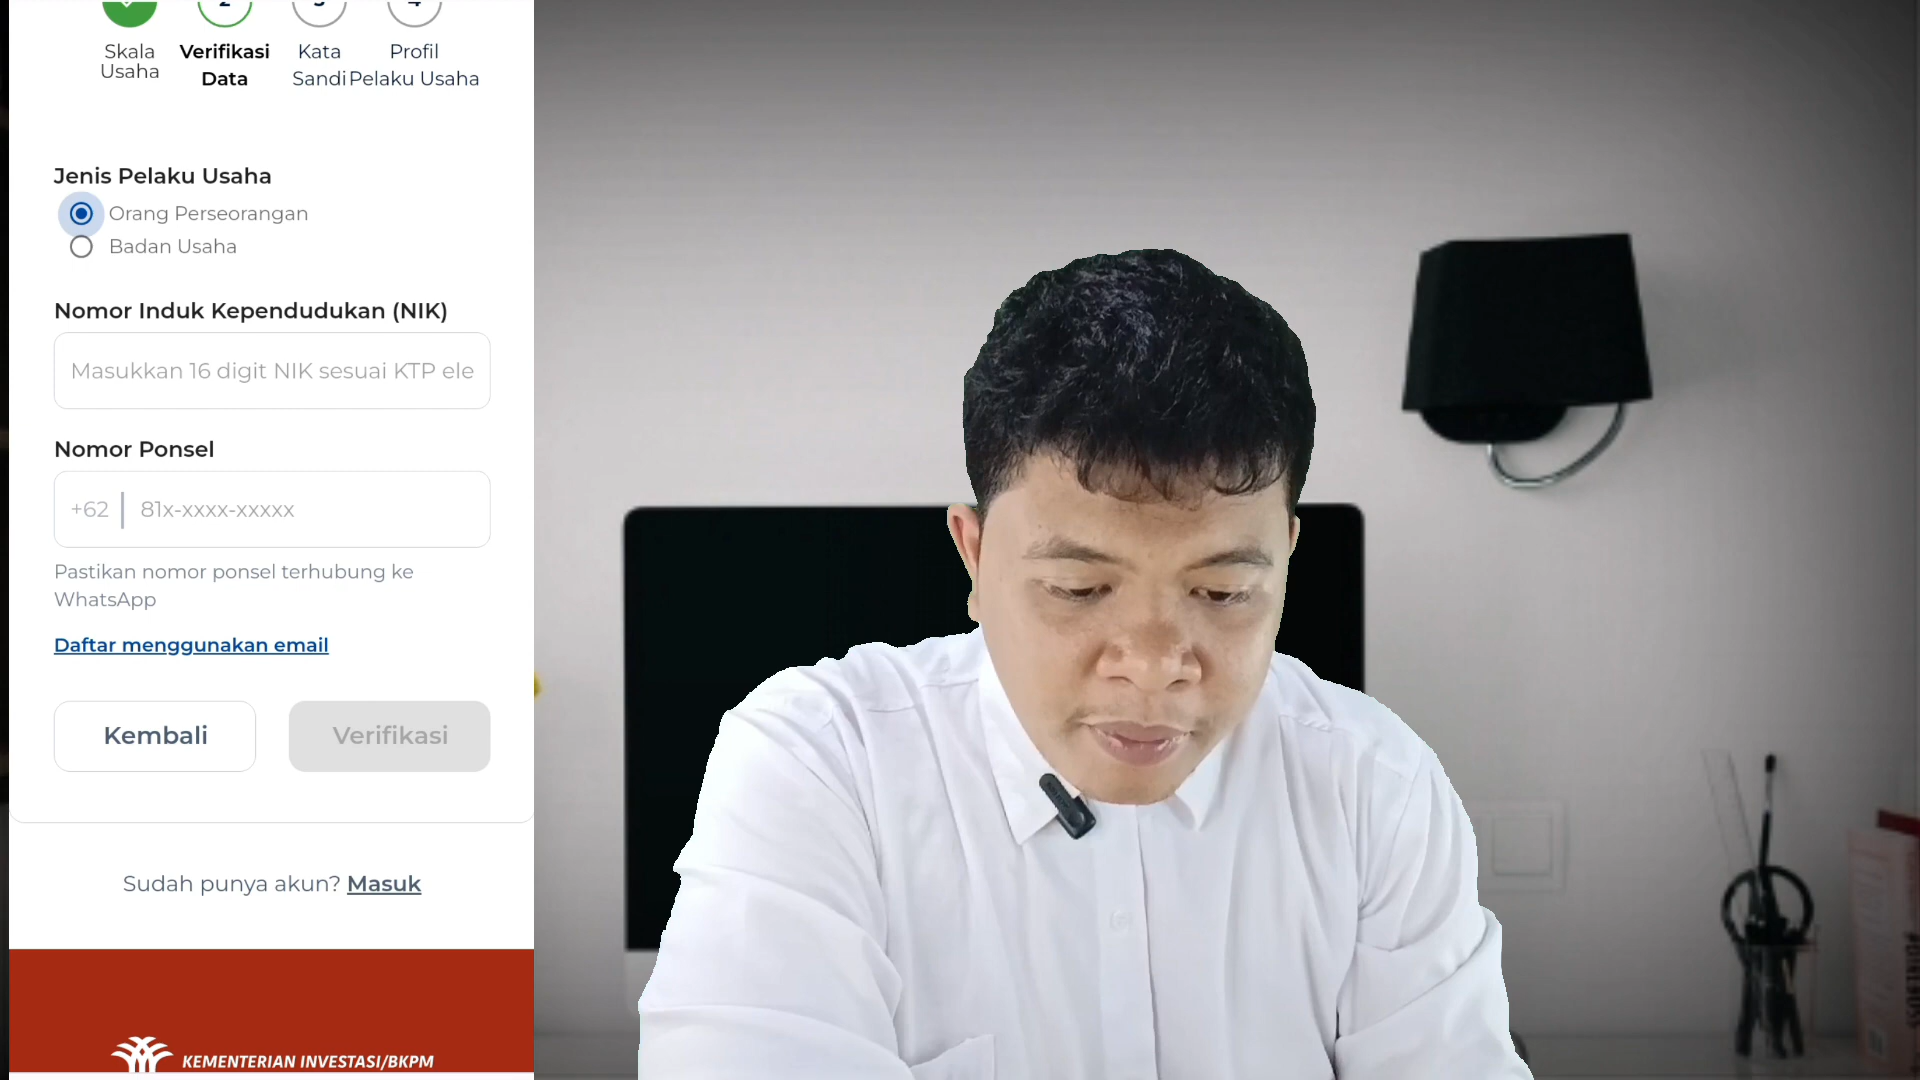 Skala
Usaha
Verifikasi
Data
Kata
Sandi
Profil
Pelaku Usaha
Jenis Pelaku Usaha
Orang Perseorangan
Badan Usaha
Nomor Induk Kependudukan (NIK)
Masukkan 16 digit NIK sesuai KTP ele
Nomor Ponsel
+62
81x-xxxx-xxxxx
Pastikan nomor ponsel terhubung ke
WhatsApp
Daftar menggunakan email
Kembali
Verifikasi
Sudah punya akun? Masuk
KEMENTERIAN INVESTASI/BKPM